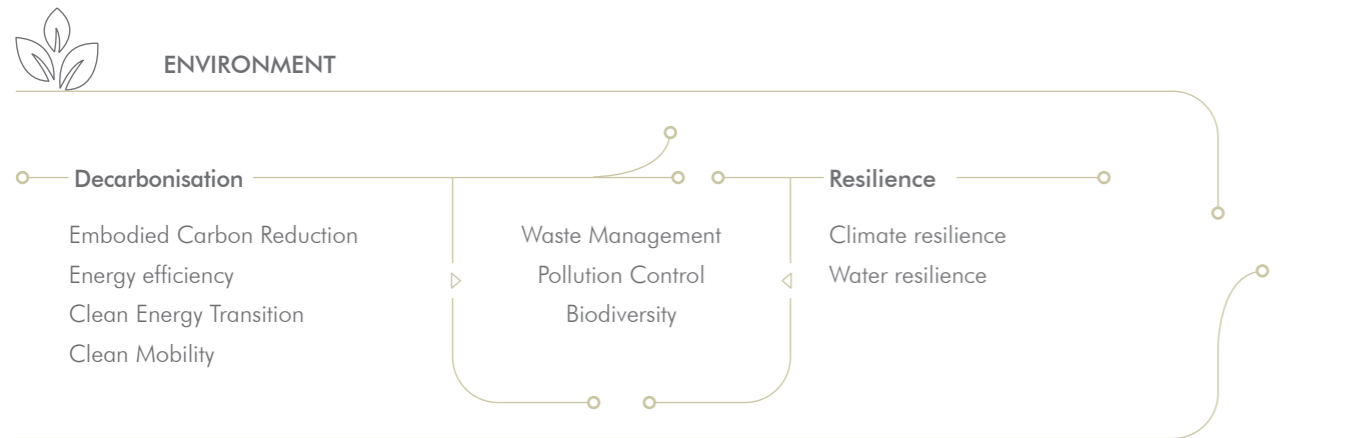 ENVIRONMENT
Decarbonisation
Embodied Carbon Reduction
Energy efficiency
Clean Energy Transition
Clean Mobility
Waste Management
Pollution Control
Biodiversity
Resilience
Climate resilience
Water resilience